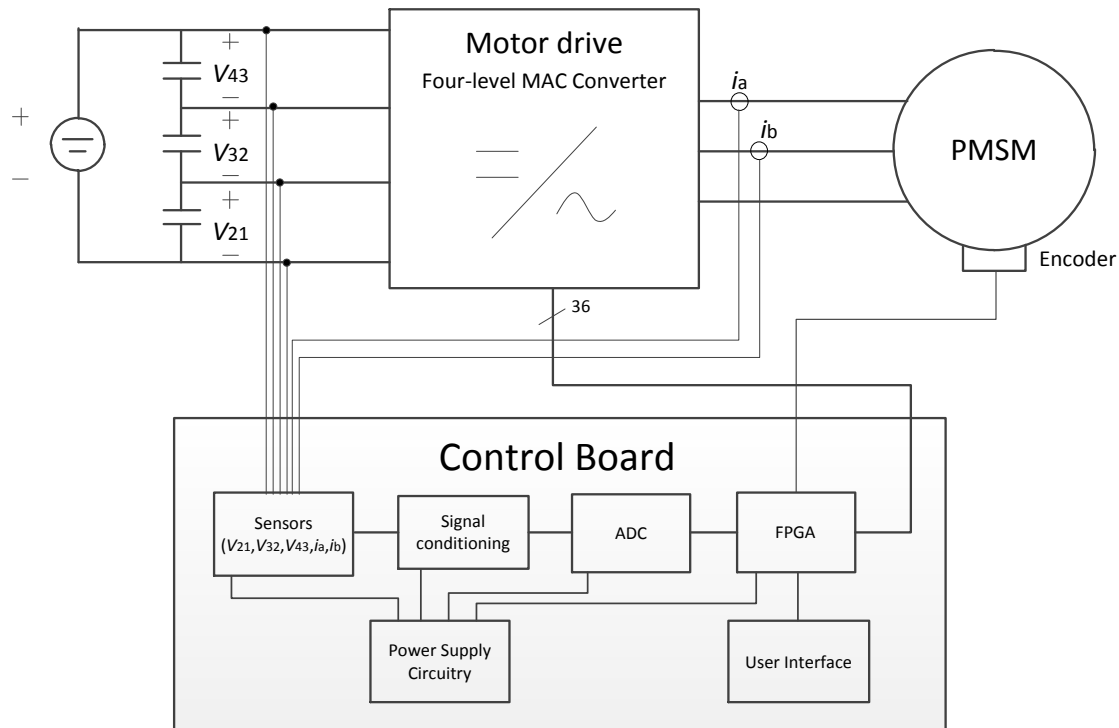 Motor drive
Four-level MAC Converter
+
V43
−
+
V32
−
+
V21
−
+
−
ia
ib
PMSM
Encoder
36
Control Board
Sensors
(V21,V32,V43,ia,ib)
Signal
conditioning
ADC
FPGA
Power Supply
Circuitry
User Interface